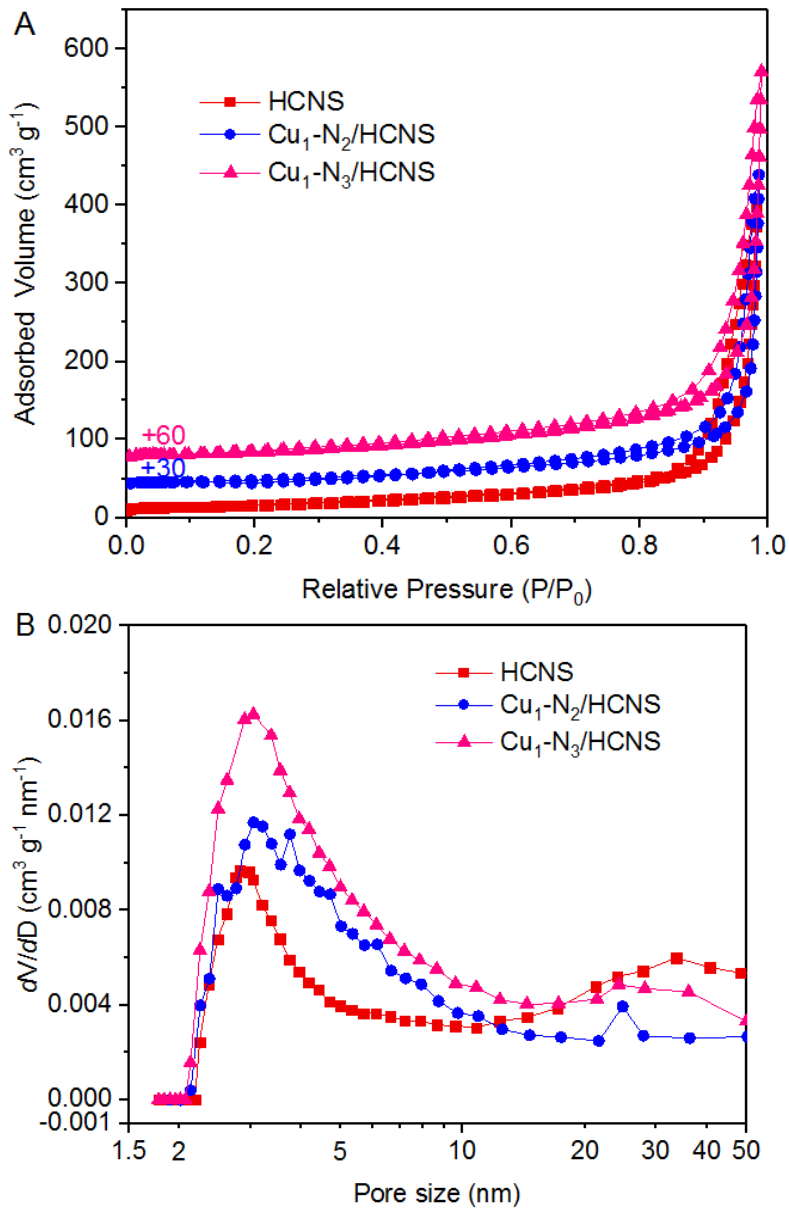 A
600
500
400
300
200
100
0
Adsorbed Volume (cm³ g⁻¹)
HCNS
Cu₁-N₂/HCNS
Cu₁-N₃/HCNS
+60
+30
0.0 0.2 0.4 0.6 0.8 1.0
Relative Pressure (P/P₀)
B
0.020
0.016
0.012
0.008
0.004
0.000
-0.001
dV/dD (cm³ g⁻¹ nm⁻¹)
HCNS
Cu₁-N₂/HCNS
Cu₁-N₃/HCNS
1.5 2 5 10 20 30 40 50
Pore size (nm)